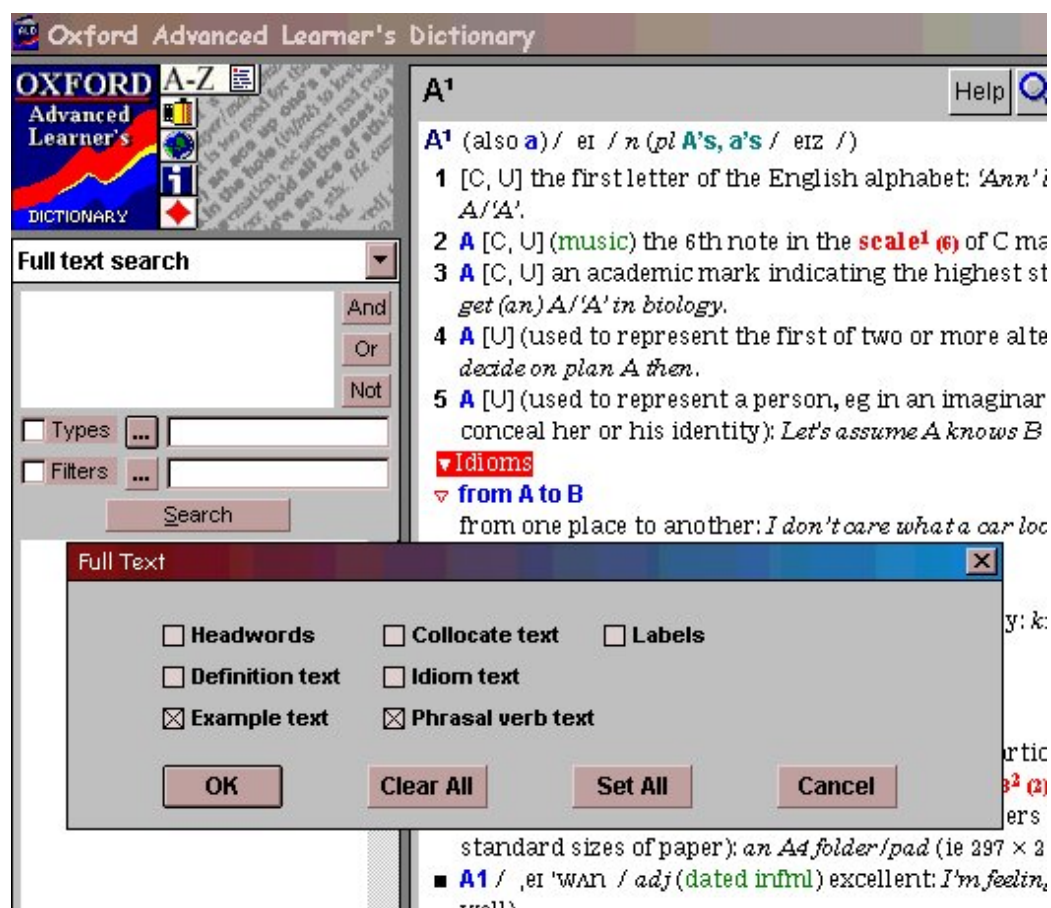 Oxford Advanced Learner's Dictionary
OXFORD
Advanced
Learner's
DICTIONARY
A-Z
Full text search
And
Or
Not
Types ...
Filters ...
Search
A¹
Help
A¹ (also a) / eɪ / n (pl A's, a's / eɪz /)
1 [C, U] the first letter of the English alphabet: 'Ann'
A/'A'.
2 A [C, U] (music) the 6th note in the scale¹ (6) of C ma
3 A [C, U] an academic mark indicating the highest st
get (an) A/'A' in biology.
4 A [U] (used to represent the first of two or more alte
decide on plan A then.
5 A [U] (used to represent a person, eg in an imaginar
conceal her or his identity): Let's assume A knows B
Idioms
from A to B
from one place to another: I don't care what a car loo
Full Text
Headwords Collocate text Labels
Definition text Idiom text
Example text Phrasal verb text
OK Clear All Set All Cancel
y:
rtic
² (2)
ers
standard sizes of paper): an A4 folder/pad (ie 297 × 2
A1 / ˌeɪ 'wʌn / adj (dated infml) excellent: I'm feelin